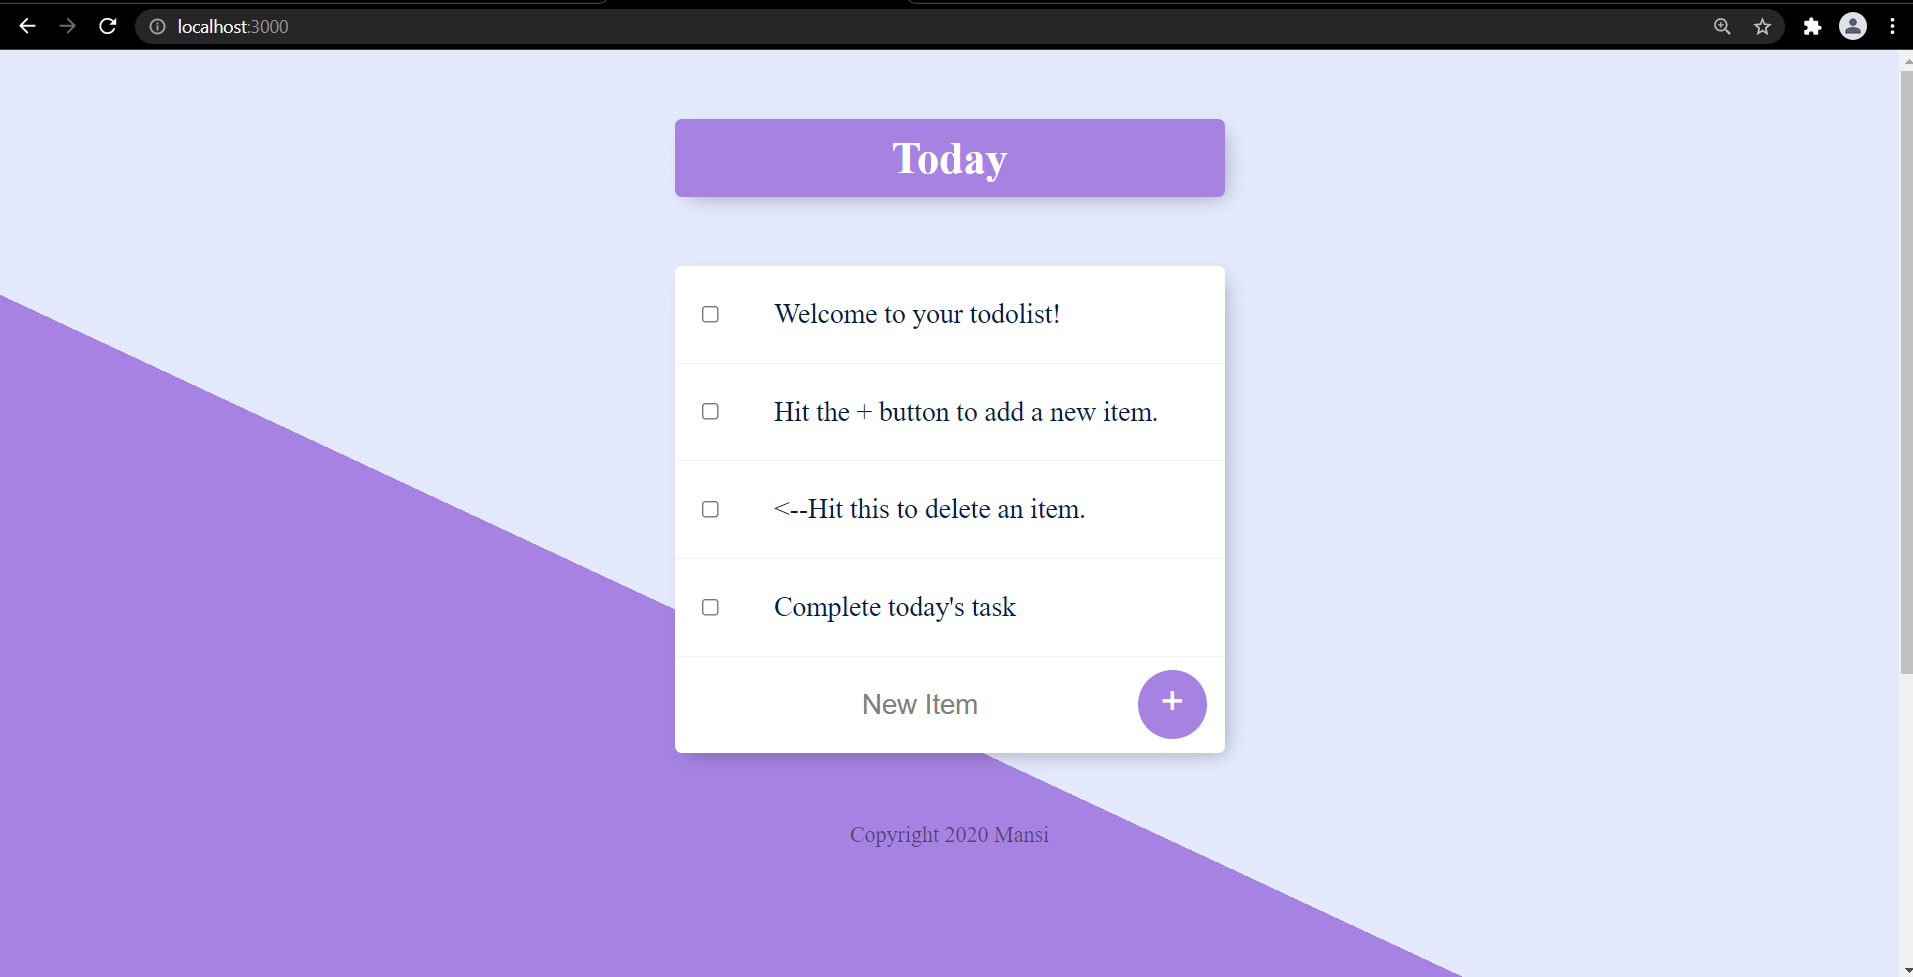 localhost:3000
Today
Welcome to your todolist!
Hit the + button to add a new item.
<--Hit this to delete an item.
Complete today's task
New Item
+
Copyright 2020 Mansi